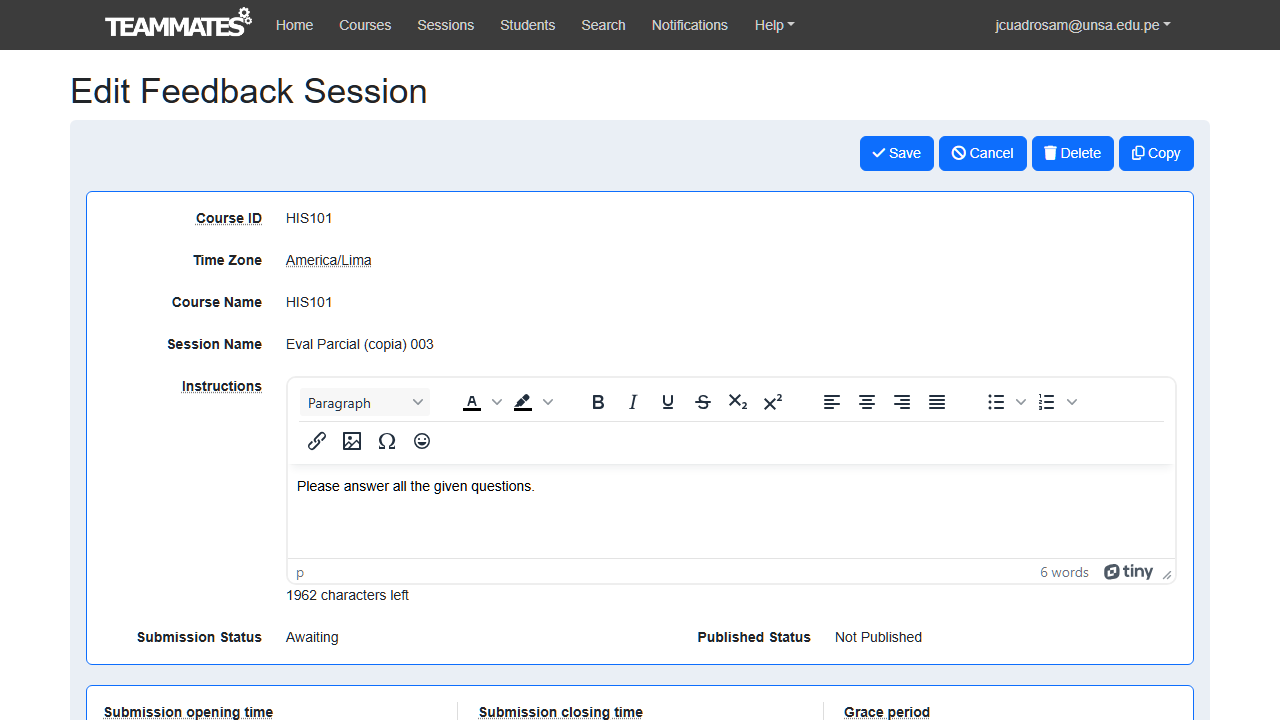 TEAMMATES Home Courses Sessions Students Search Notifications Help jcuadrosam@unsa.edu.pe
Edit Feedback Session
Save Cancel Delete Copy
Course ID HIS101
Time Zone America/Lima
Course Name HIS101
Session Name Eval Parcial (copia) 003
Instructions
Paragraph
Please answer all the given questions.
p 6 words tiny
1962 characters left
Submission Status Awaiting Published Status Not Published
Submission opening time Submission closing time Grace period